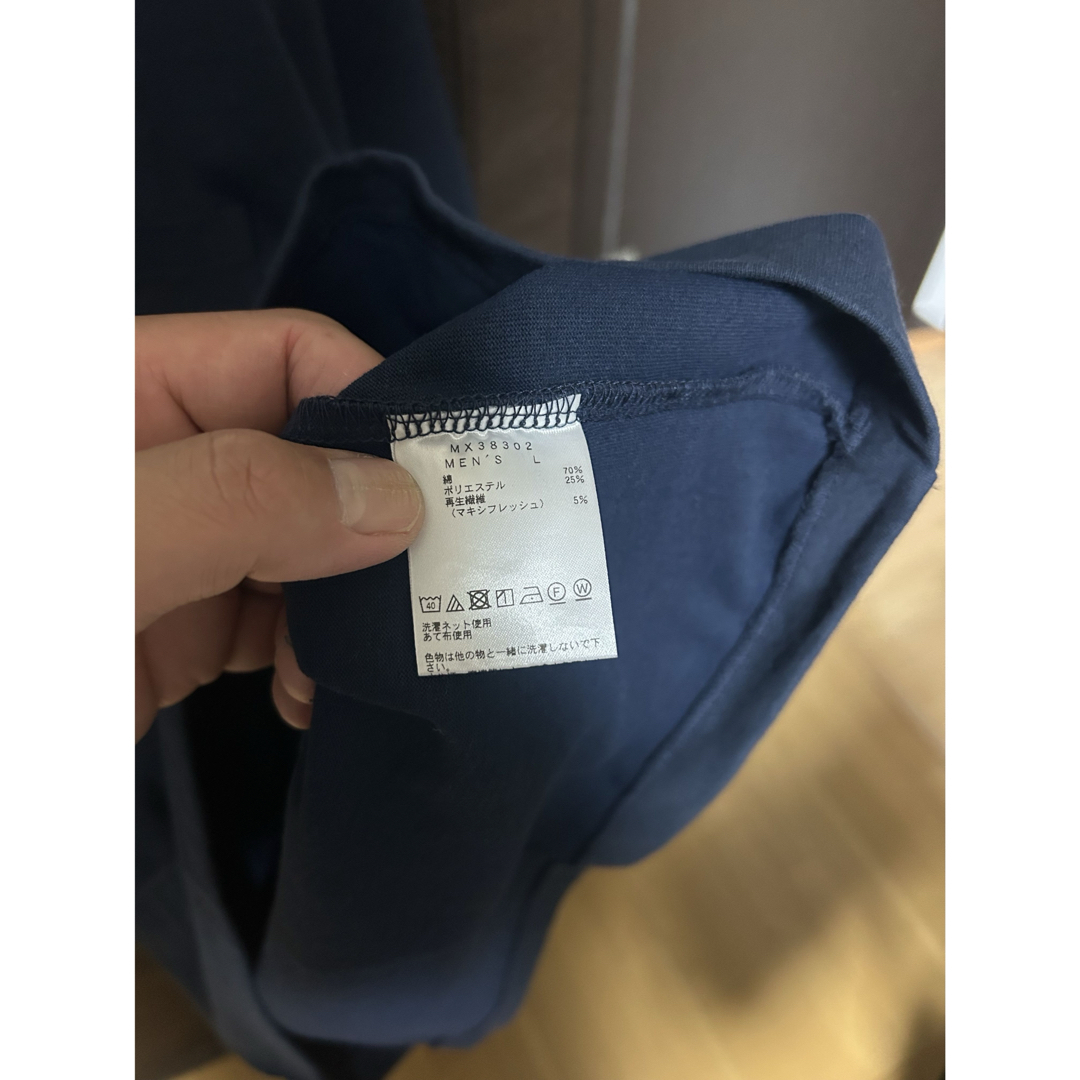 MX38302
MEN'S L
綿 70%
ポリエステル 25%
再生繊維 5%
(マキシフレッシュ)
40 F W
洗濯ネット使用
あて布使用
色物は他の物と一緒に洗濯しないで下
さい。